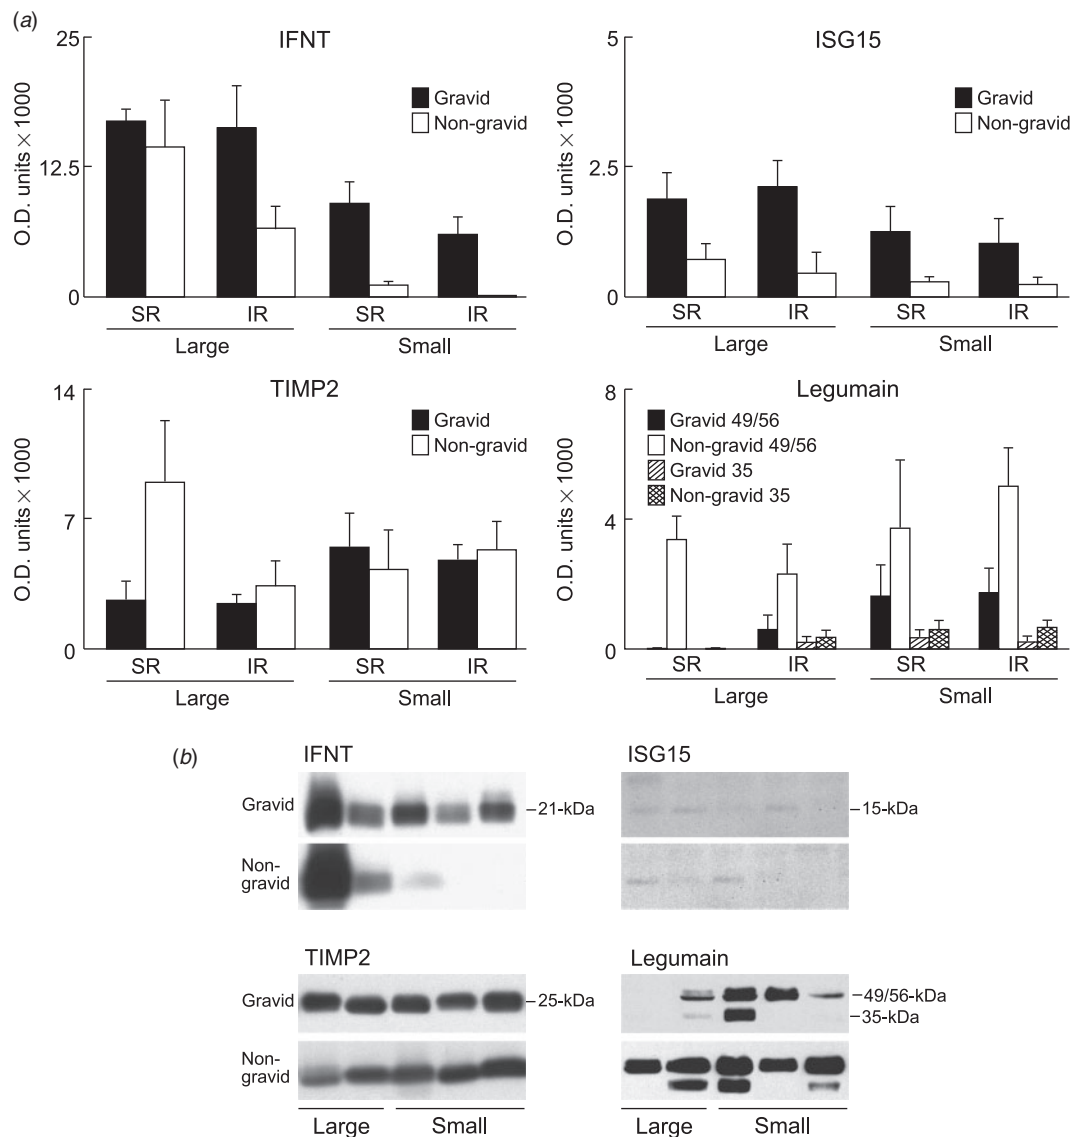 (a)
IFNT
25
12.5
0
O.D. units × 1000
Gravid
Non-gravid
SR IR SR IR
Large Small
ISG15
5
2.5
0
O.D. units × 1000
Gravid
Non-gravid
SR IR SR IR
Large Small
TIMP2
14
7
0
O.D. units × 1000
Gravid
Non-gravid
SR IR SR IR
Large Small
Legumain
8
4
0
O.D. units × 1000
Gravid 49/56
Non-gravid 49/56
Gravid 35
Non-gravid 35
SR IR SR IR
Large Small
(b)
IFNT
Gravid
–21-kDa
Non-
gravid
ISG15
–15-kDa
TIMP2
Gravid
–25-kDa
Non-
gravid
Large Small
Legumain
–49/56-kDa
–35-kDa
Large Small